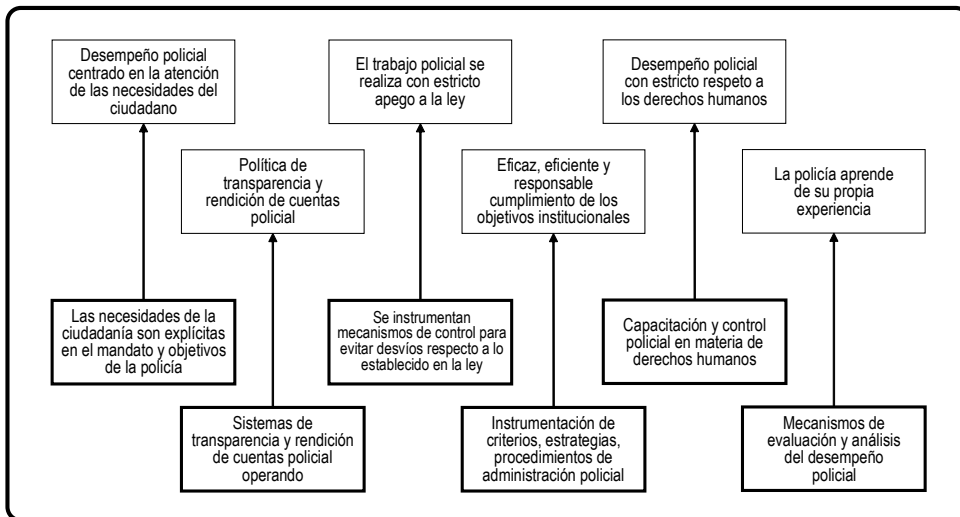 Desempeño policial
centrado en la atención
de las necesidades del
ciudadano
El trabajo policial se
realiza con estricto
apego a la ley
Desempeño policial
con estricto respeto a
los derechos humanos
Política de
transparencia y
rendición de cuentas
policial
Eficaz, eficiente y
responsable
cumplimiento de los
objetivos institucionales
La policía aprende
de su propia
experiencia
Las necesidades de la
ciudadanía son explícitas
en el mandato y objetivos
de la policía
Se instrumentan
mecanismos de control para
evitar desvíos respecto a lo
establecido en la ley
Capacitación y control
policial en materia de
derechos humanos
Sistemas de
transparencia y rendición
de cuentas policial
operando
Instrumentación de
criterios, estrategias,
procedimientos de
administración policial
Mecanismos de
evaluación y análisis
del desempeño
policial